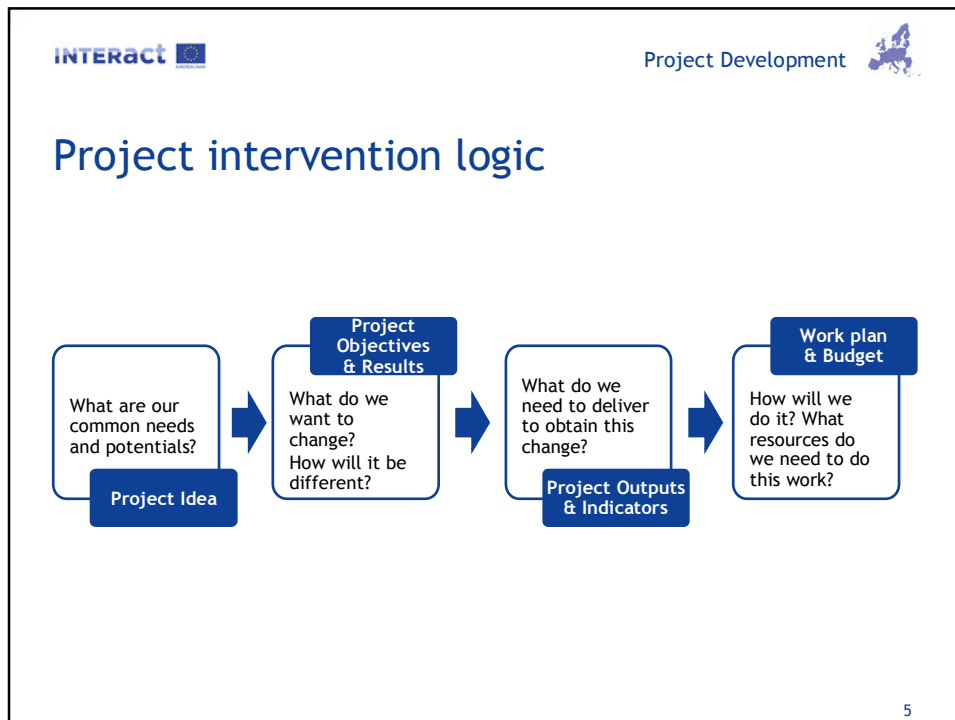 INTERact
EUROPEAN UNION
Project Development
Project intervention logic
What are our
common needs
and potentials?
Project Idea
Project
Objectives
& Results
What do we
want to
change?
How will it be
different?
What do we
need to deliver
to obtain this
change?
Project Outputs
& Indicators
Work plan
& Budget
How will we
do it? What
resources do
we need to do
this work?
5